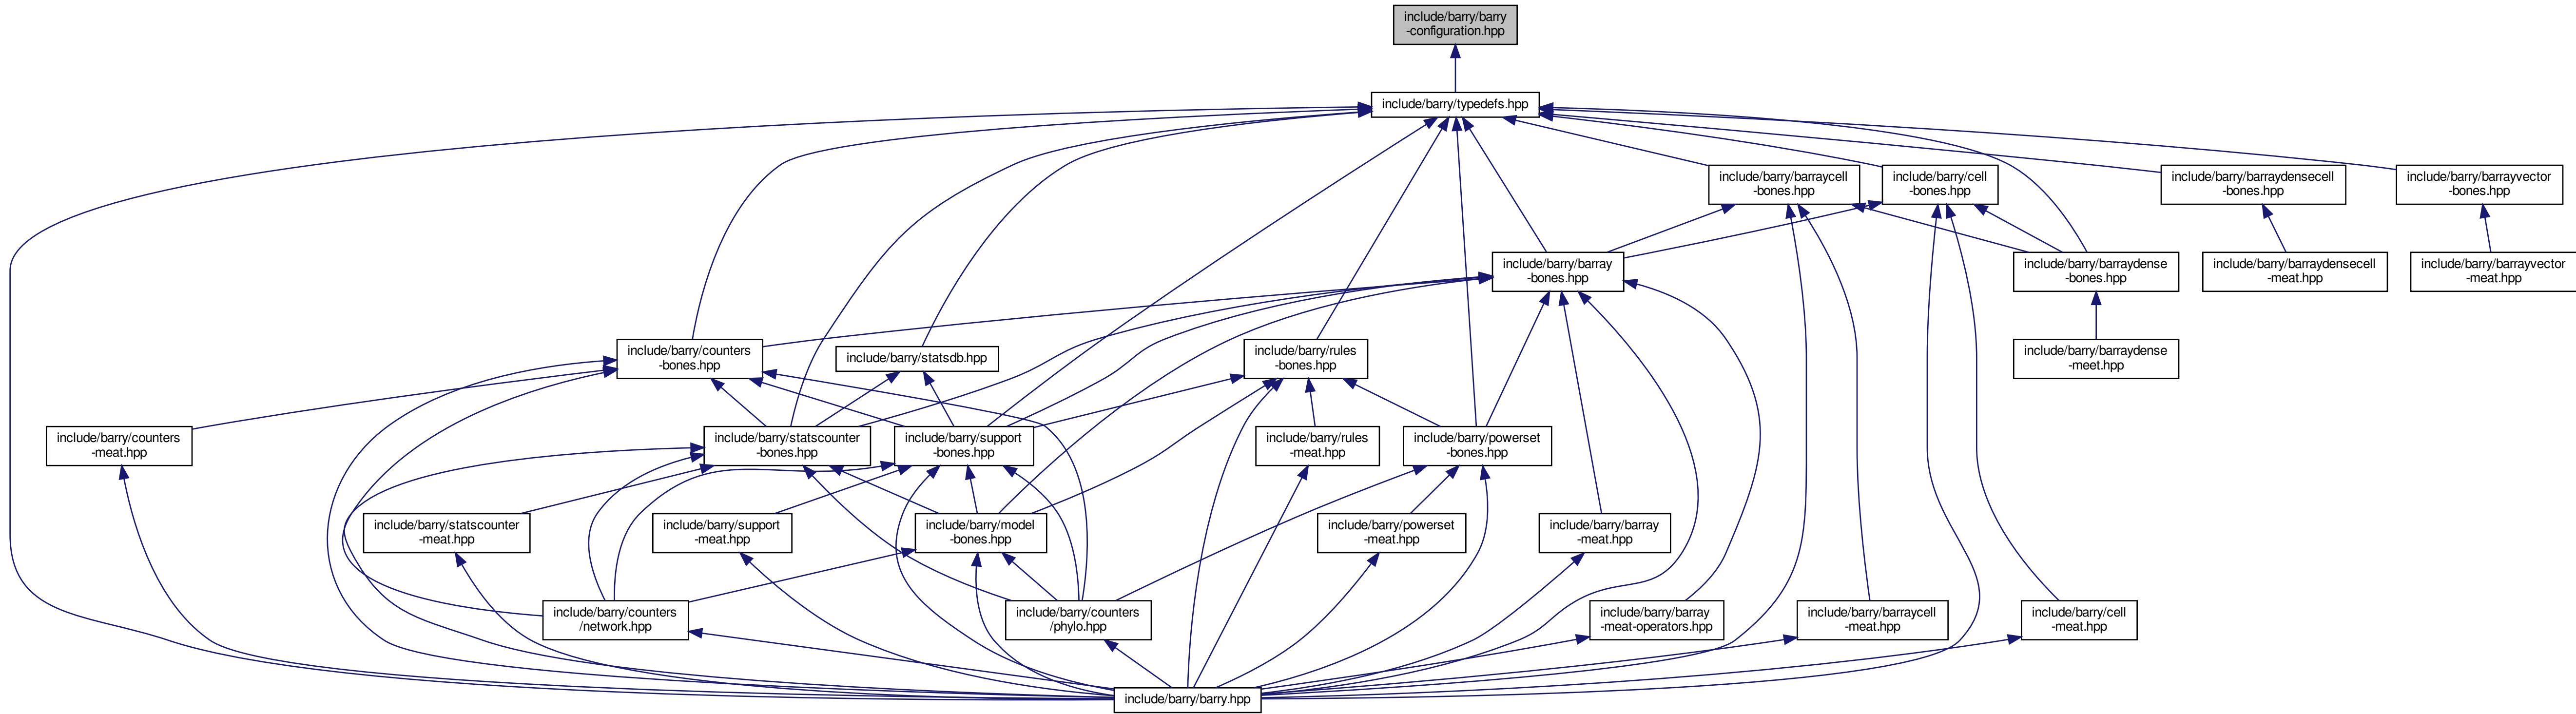 include/barry/barry
-configuration.hpp
include/barry/typedefs.hpp
include/barry/barraycell
-bones.hpp
include/barry/cell
-bones.hpp
include/barry/barraydensecell
-bones.hpp
include/barry/barrayvector
-bones.hpp
include/barry/barray
-bones.hpp
include/barry/barraydense
-bones.hpp
include/barry/barraydensecell
-meat.hpp
include/barry/barrayvector
-meat.hpp
include/barry/counters
-bones.hpp
include/barry/statsdb.hpp
include/barry/rules
-bones.hpp
include/barry/barraydense
-meet.hpp
include/barry/counters
-meat.hpp
include/barry/statscounter
-bones.hpp
include/barry/support
-bones.hpp
include/barry/rules
-meat.hpp
include/barry/powerset
-bones.hpp
include/barry/statscounter
-meat.hpp
include/barry/support
-meat.hpp
include/barry/model
-bones.hpp
include/barry/powerset
-meat.hpp
include/barry/barray
-meat.hpp
include/barry/counters
/network.hpp
include/barry/counters
/phylo.hpp
include/barry/barray
-meat-operators.hpp
include/barry/barraycell
-meat.hpp
include/barry/cell
-meat.hpp
include/barry/barry.hpp